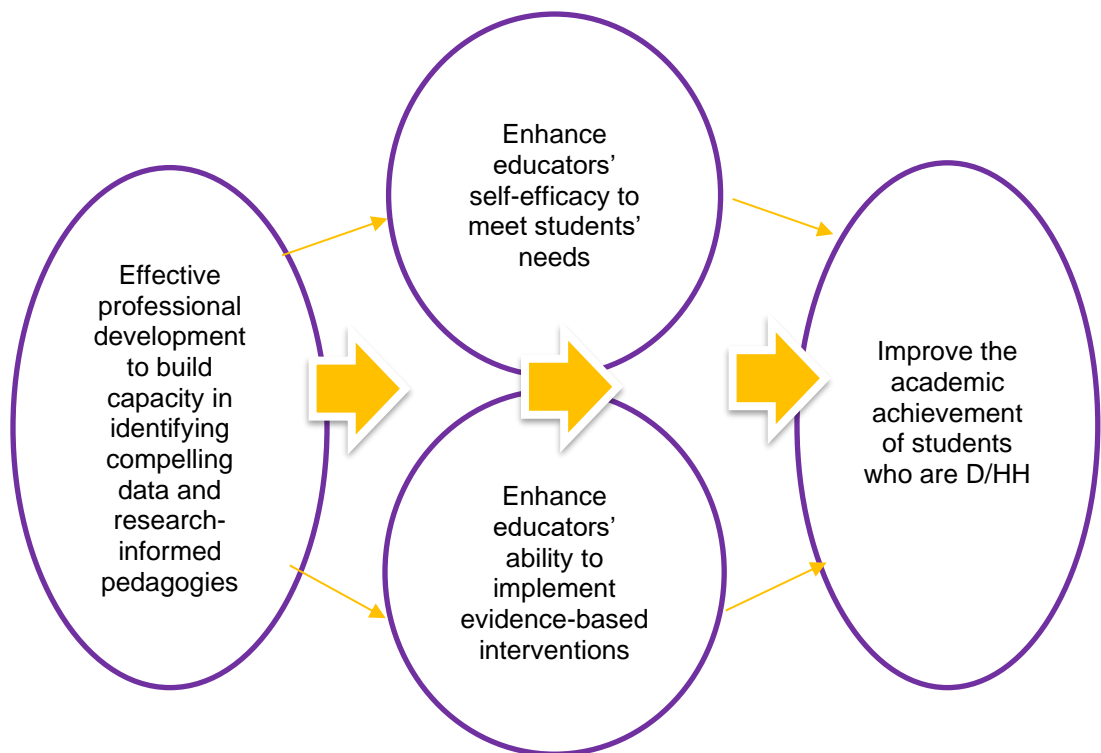 Effective
professional
development
to build
capacity in
identifying
compelling
data and
research-
informed
pedagogies
Enhance
educators’
self-efficacy to
meet students’
needs
Enhance
educators’
ability to
implement
evidence-based
interventions
Improve the
academic
achievement
of students
who are D/HH